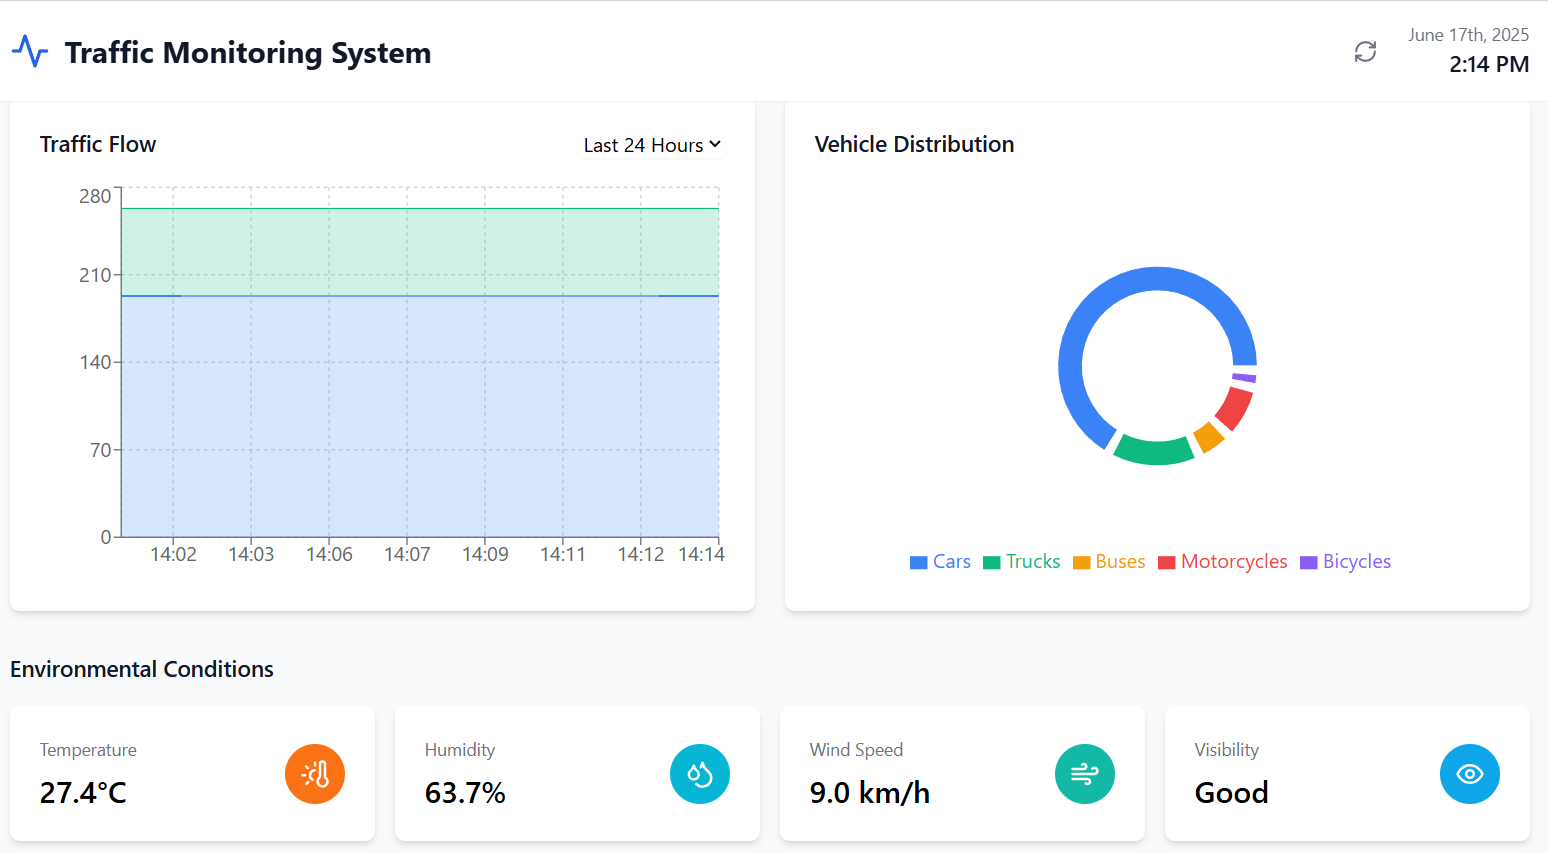 Traffic Monitoring System
June 17th, 2025
2:14 PM
Traffic Flow
Last 24 Hours
280
210
140
70
0
14:02 14:03 14:06 14:07 14:09 14:11 14:12 14:14
Vehicle Distribution
Cars Trucks Buses Motorcycles Bicycles
Environmental Conditions
Temperature
27.4°C
Humidity
63.7%
Wind Speed
9.0 km/h
Visibility
Good